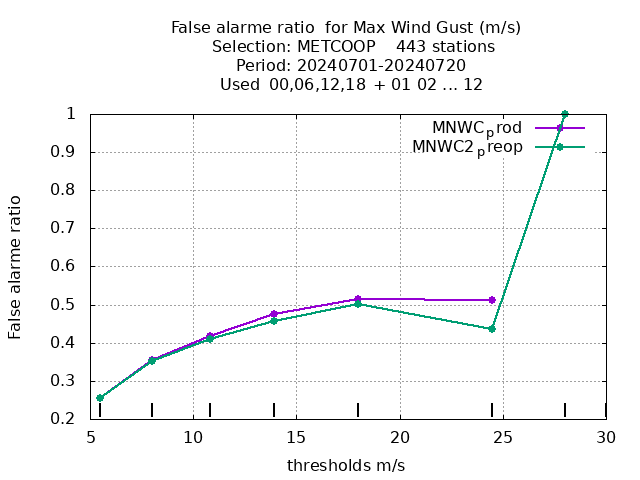 False alarme ratio for Max Wind Gust (m/s)
Selection: METCOOP 443 stations
Period: 20240701-20240720
Used 00,06,12,18 + 01 02 ... 12
MNWCprod
MNWC2preop
1
0.9
0.8
0.7
0.6
0.5
0.4
0.3
0.2
False alarme ratio
5 10 15 20 25 30
thresholds m/s